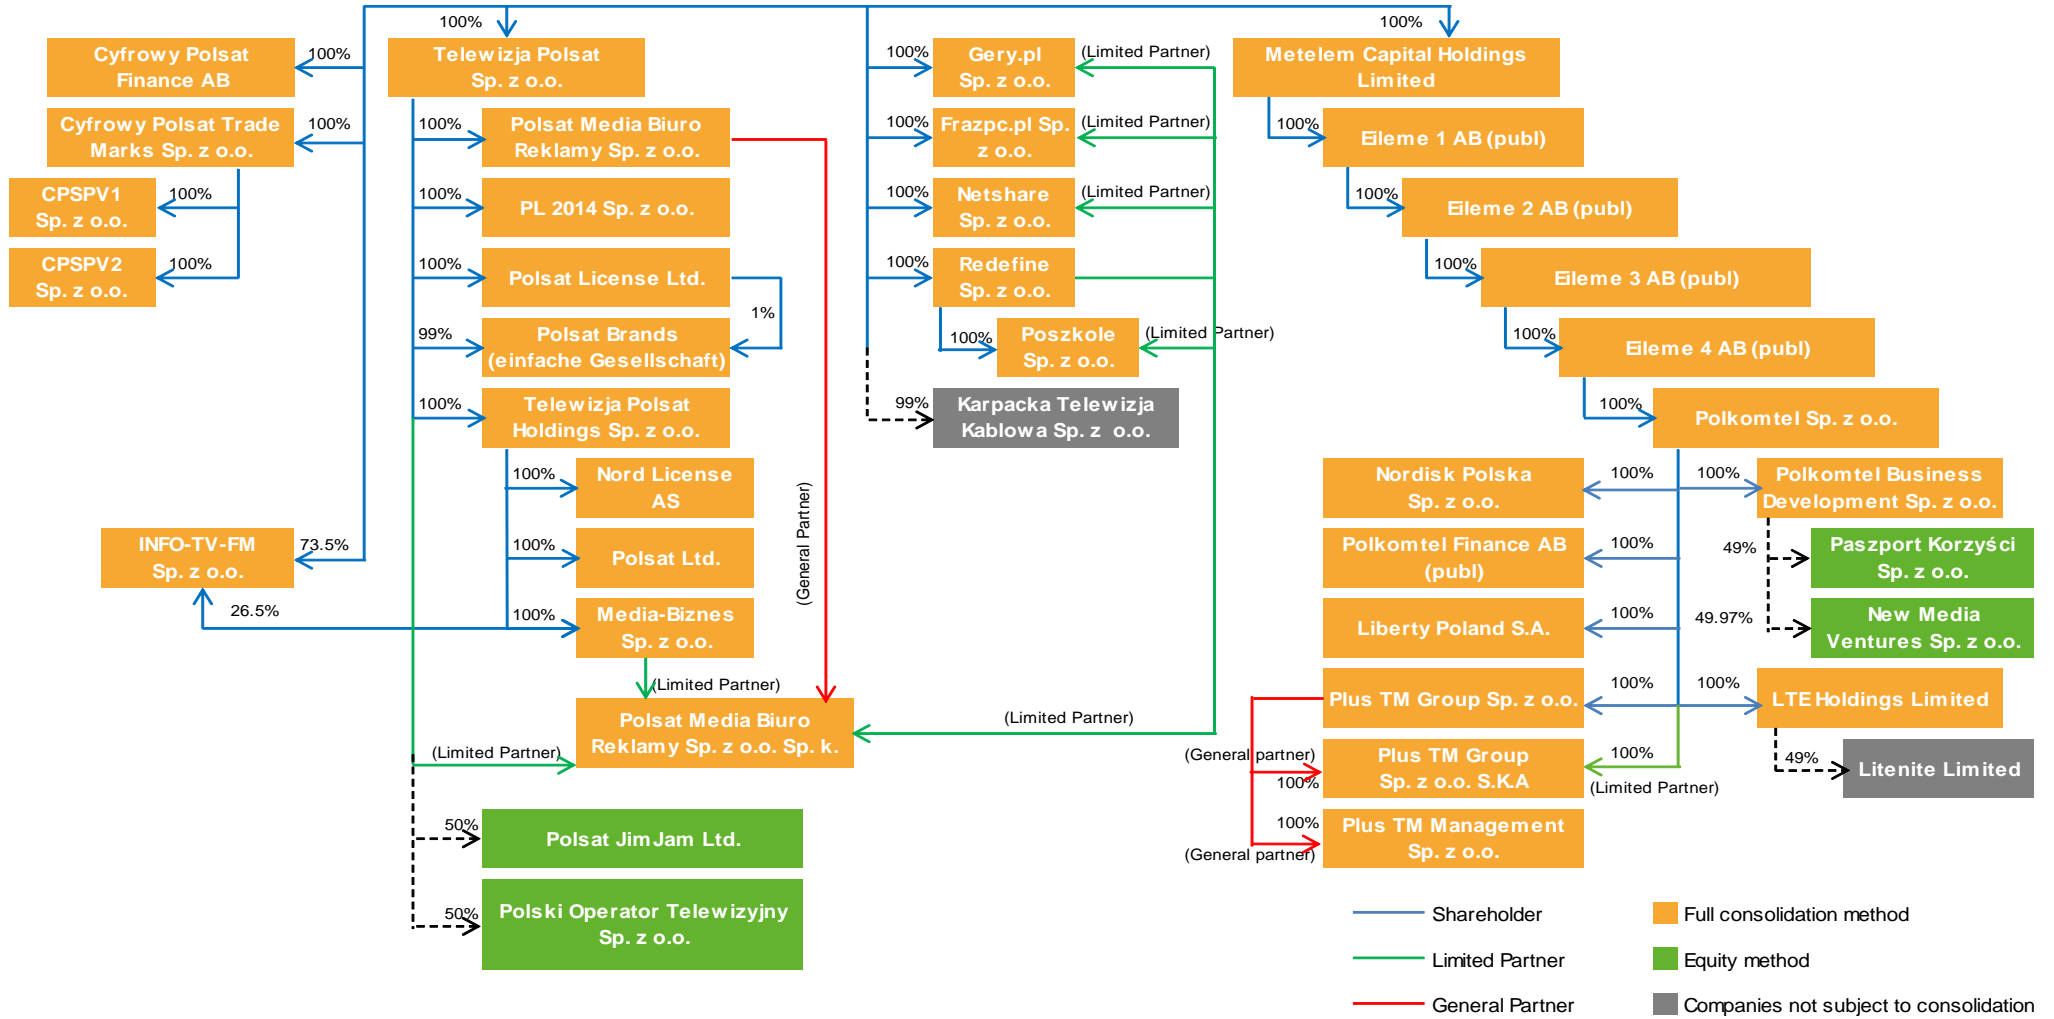 100%
100%
Cyfrowy Polsat
Finance AB
100%
Telewizja Polsat
Sp. z o.o.
100%
Gery.pl
Sp. z o.o.
(Limited Partner)
Metelem Capital Holdings
Limited
Cyfrowy Polsat Trade
Marks Sp. z o.o.
100%
100%
Polsat Media Biuro
Reklamy Sp. z o.o.
100%
Frazpc.pl Sp.
z o.o.
(Limited Partner)
100%
Eileme 1 AB (publ)
CPSPV1
Sp. z o.o.
100%
100%
PL 2014 Sp. z o.o.
100%
Netshare
Sp. z o.o.
(Limited Partner)
100%
Eileme 2 AB (publ)
CPSPV2
Sp. z o.o.
100%
100%
Polsat License Ltd.
1%
100%
Redefine
Sp. z o.o.
100%
Eileme 3 AB (publ)
99%
Polsat Brands
(einfache Gesellschaft)
100%
Poszkole
Sp. z o.o.
(Limited Partner)
100%
Eileme 4 AB (publ)
100%
Telewizja Polsat
Holdings Sp. z o.o.
99%
Karpacka Telewizja
Kablowa Sp. z o.o.
100%
Polkomtel Sp. z o.o.
100%
Nord License
AS
(General Partner)
Nordisk Polska
Sp. z o.o.
100%
100%
Polkomtel Business
Development Sp. z o.o.
INFO-TV-FM
Sp. z o.o.
73.5%
100%
Polsat Ltd.
Polkomtel Finance AB
(publ)
100%
49%
Paszport Korzyści
Sp. z o.o.
26.5%
100%
Media-Biznes
Sp. z o.o.
Liberty Poland S.A.
100%
49.97%
New Media
Ventures Sp. z o.o.
(Limited Partner)
Polsat Media Biuro
Reklamy Sp. z o.o. Sp. k.
(Limited Partner)
(Limited Partner)
Plus TM Group Sp. z o.o.
100%
100%
LTE Holdings Limited
(General partner)
100%
Plus TM Group
Sp. z o.o. S.K.A
100%
(Limited Partner)
49%
Litenite Limited
50%
Polsat JimJam Ltd.
100%
(General partner)
Plus TM Management
Sp. z o.o.
50%
Polski Operator Telewizyjny
Sp. z o.o.
Shareholder
Full consolidation method
Limited Partner
Equity method
General Partner
Companies not subject to consolidation